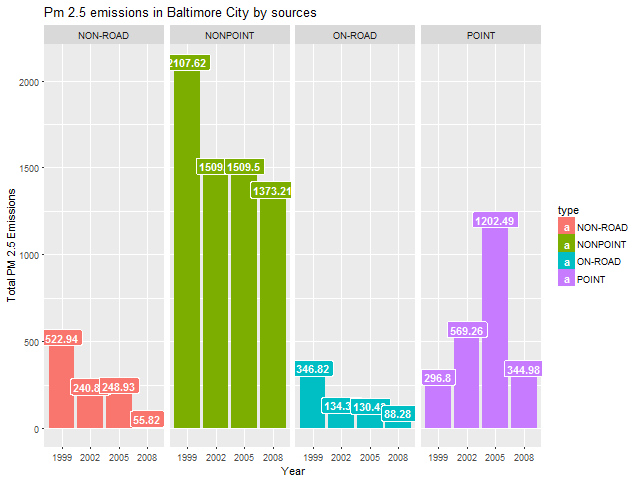 Pm 2.5 emissions in Baltimore City by sources
NON-ROAD NONPOINT ON-ROAD POINT
Total PM 2.5 Emissions
2000
1500
1000
500
0
522.94 240.8 248.93 55.82
2107.62 1509 1509.5 1373.21
346.82 134.3 130.43 88.28
296.8 569.26 1202.49 344.98
1999 2002 2005 2008 1999 2002 2005 2008 1999 2002 2005 2008 1999 2002 2005 2008
Year
type
a NON-ROAD
a NONPOINT
a ON-ROAD
a POINT